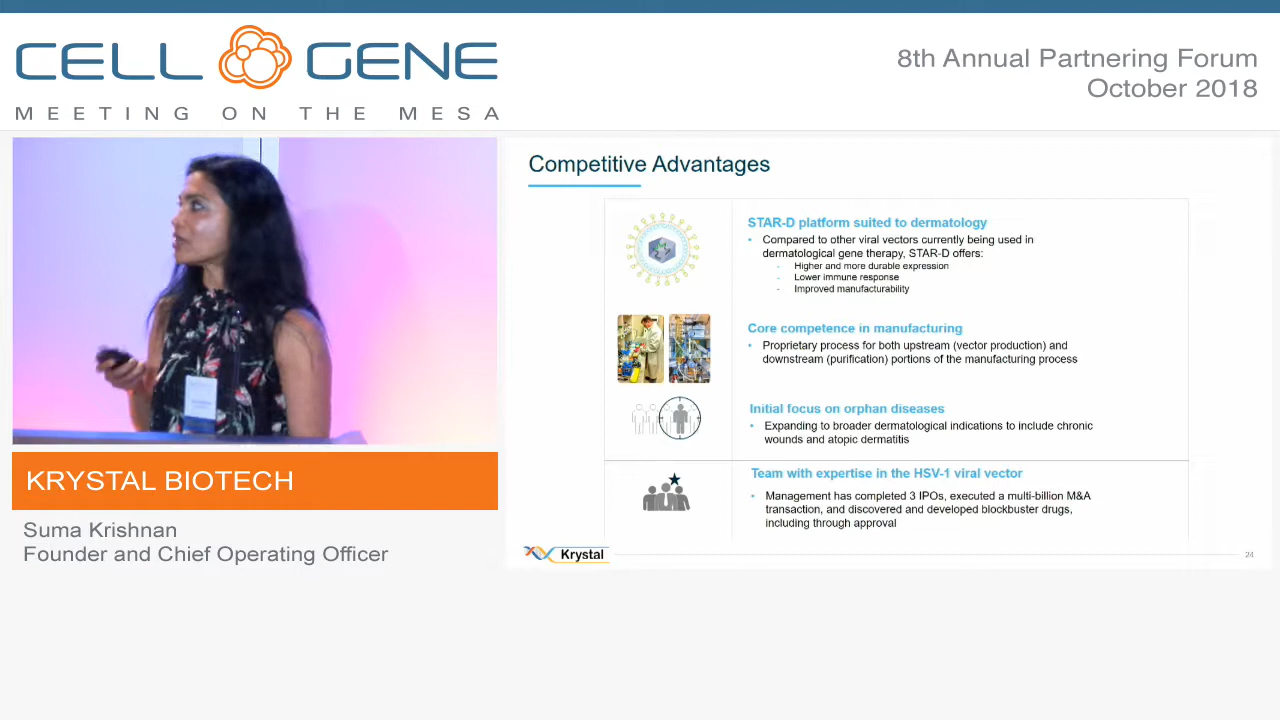 CELL GENE
MEETING ON THE MESA
8th Annual Partnering Forum
October 2018
Competitive Advantages
STAR-D platform suited to dermatology
• Compared to other viral vectors currently being used in
dermatological gene therapy, STAR-D offers:
- Higher and more durable expression
- Lower immune response
- Improved manufacturability
Core competence in manufacturing
• Proprietary process for both upstream (vector production) and
downstream (purification) portions of the manufacturing process
Initial focus on orphan diseases
• Expanding to broader dermatological indications to include chronic
wounds and atopic dermatitis
Team with expertise in the HSV-1 viral vector
• Management has completed 3 IPOs, executed a multi-billion M&A
transaction, and discovered and developed blockbuster drugs,
including through approval
Krystal
24
KRYSTAL BIOTECH
Suma Krishnan
Founder and Chief Operating Officer